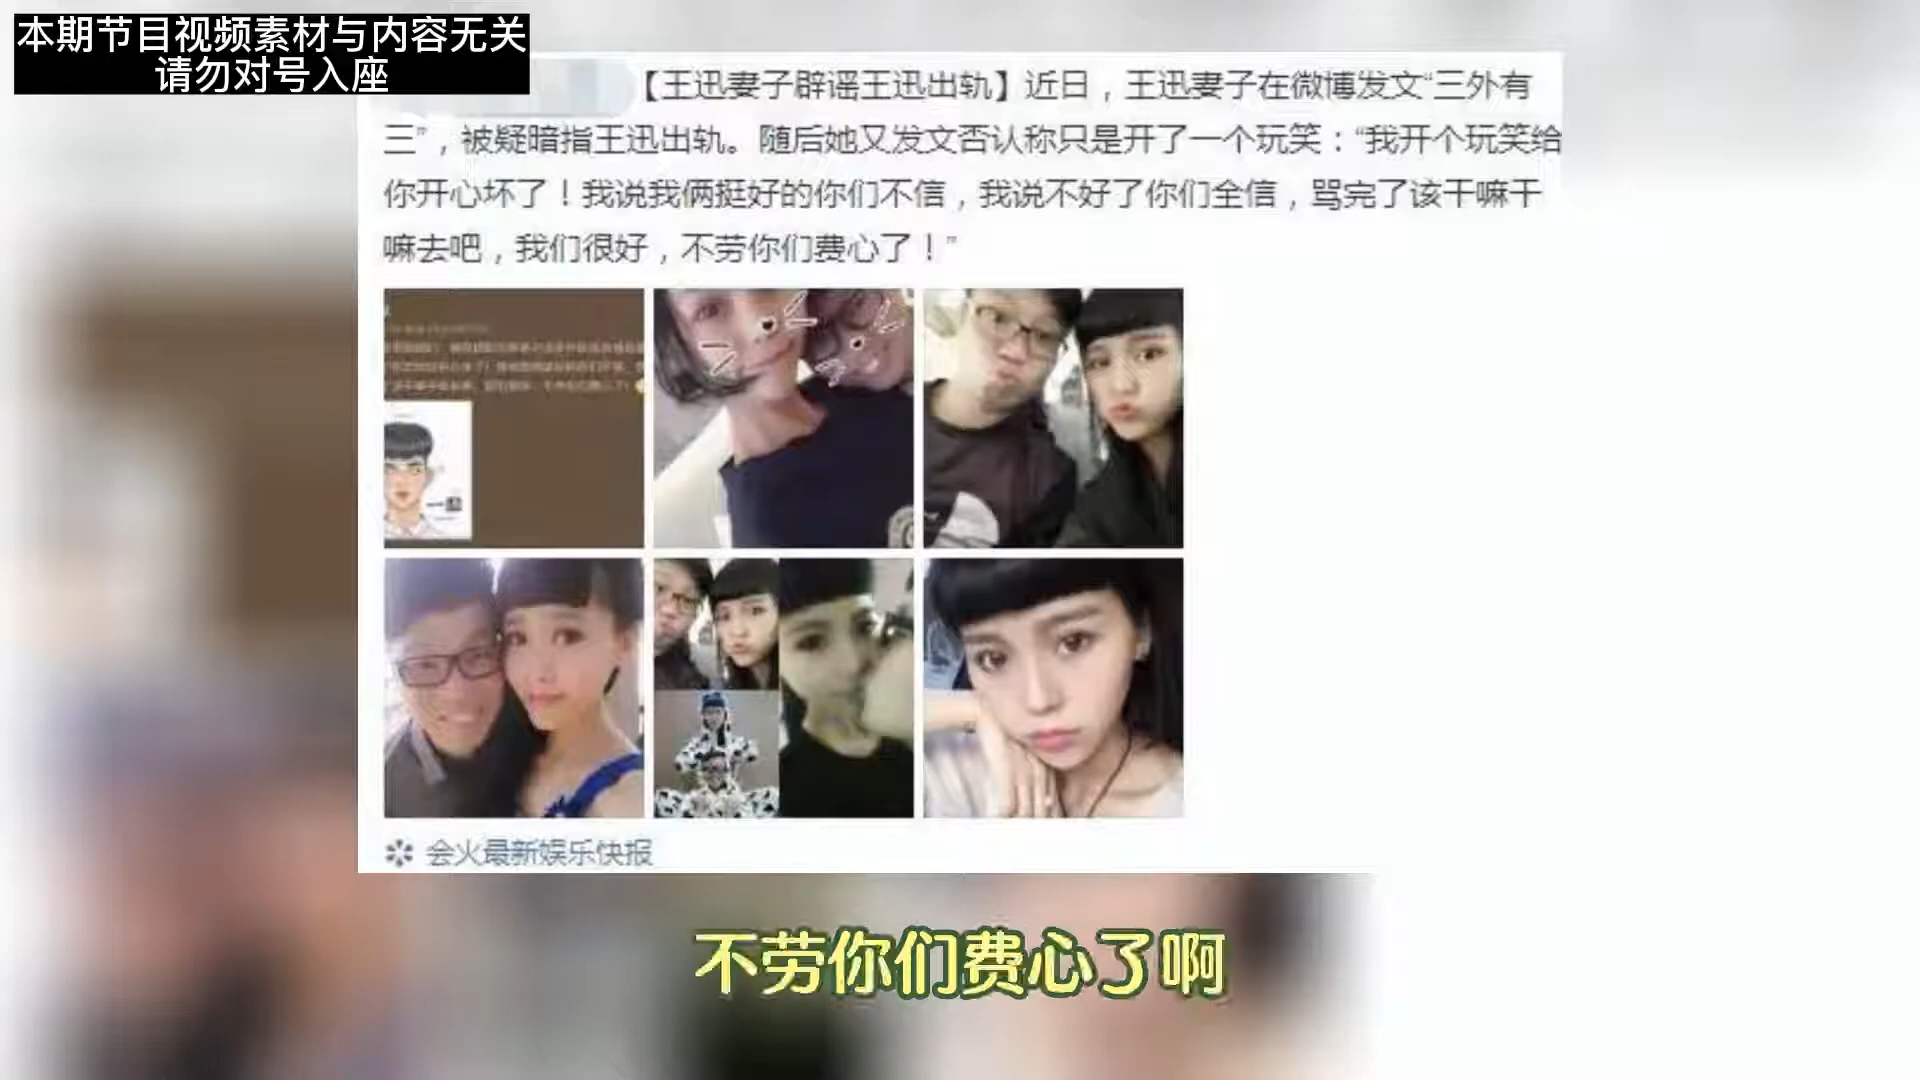 本期节目视频素材与内容无关
请勿对号入座
【王迅妻子辟谣王迅出轨】近日，王迅妻子在微博发文“三外有
三”，被疑暗指王迅出轨。随后她又发文否认称只是开了一个玩笑：“我开个玩笑给
你开心坏了！我说我俩挺好的你们不信，我说不好了你们全信，骂完了该干嘛干
嘛去吧，我们很好，不劳你们费心了！”
会火最新娱乐快报
不劳你们费心了啊